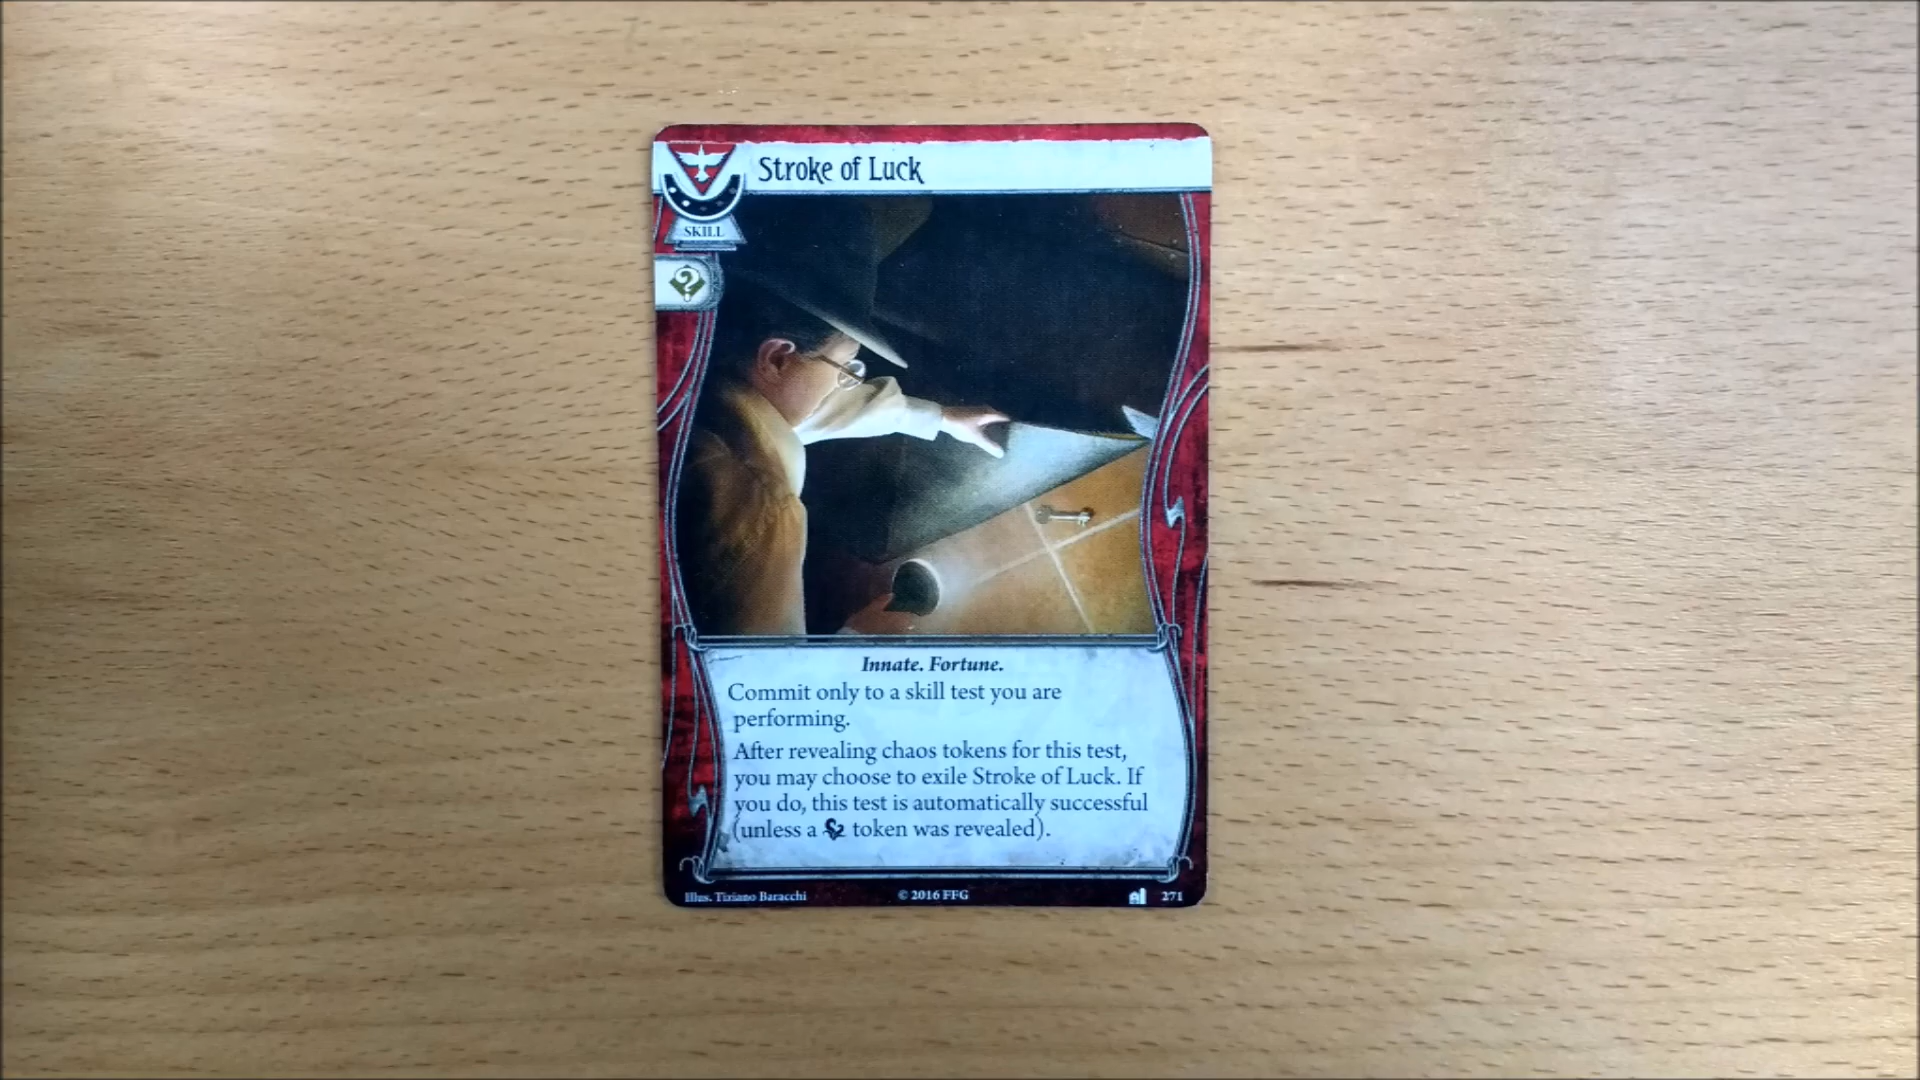 Stroke of Luck
SKILL
?
Innate. Fortune.
Commit only to a skill test you are
performing.
After revealing chaos tokens for this test,
you may choose to exile Stroke of Luck. If
you do, this test is automatically successful
(unless a token was revealed).
Illus. Tiziano Baracchi
© 2016 FFG
271